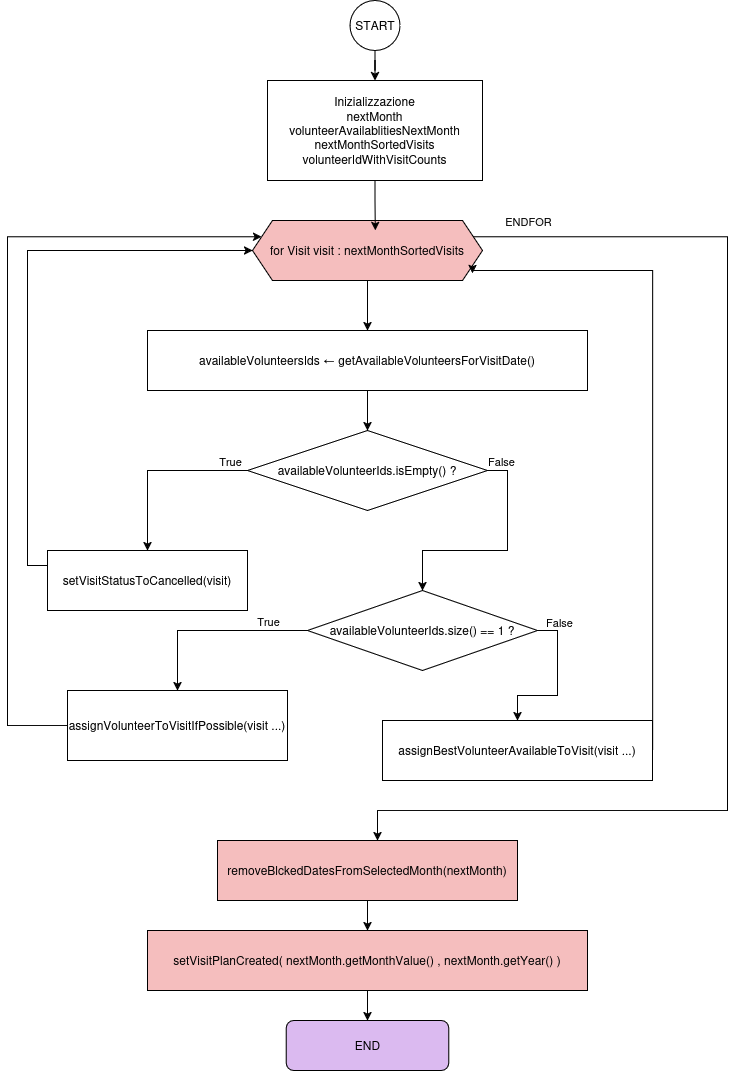 START
Inizializzazione
nextMonth
volunteerAvailablitiesNextMonth
nextMonthSortedVisits
volunteerIdWithVisitCounts
ENDFOR
for Visit visit : nextMonthSortedVisits
availableVolunteersIds ← getAvailableVolunteersForVisitDate()
True
availableVolunteerIds.isEmpty() ?
False
setVisitStatusToCancelled(visit)
True
availableVolunteerIds.size() == 1 ?
False
assignVolunteerToVisitIfPossible(visit ...)
assignBestVolunteerAvailableToVisit(visit ...)
removeBlckedDatesFromSelectedMonth(nextMonth)
setVisitPlanCreated( nextMonth.getMonthValue() , nextMonth.getYear() )
END